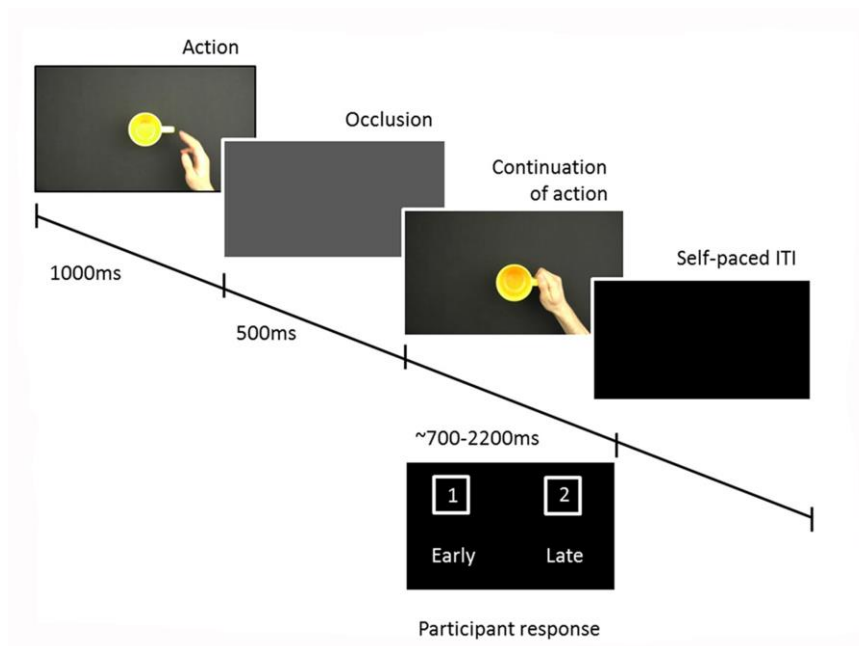 Action
Occlusion
Continuation
of action
Self-paced ITI
1000ms
500ms
~700-2200ms
1
2
Early
Late
Participant response